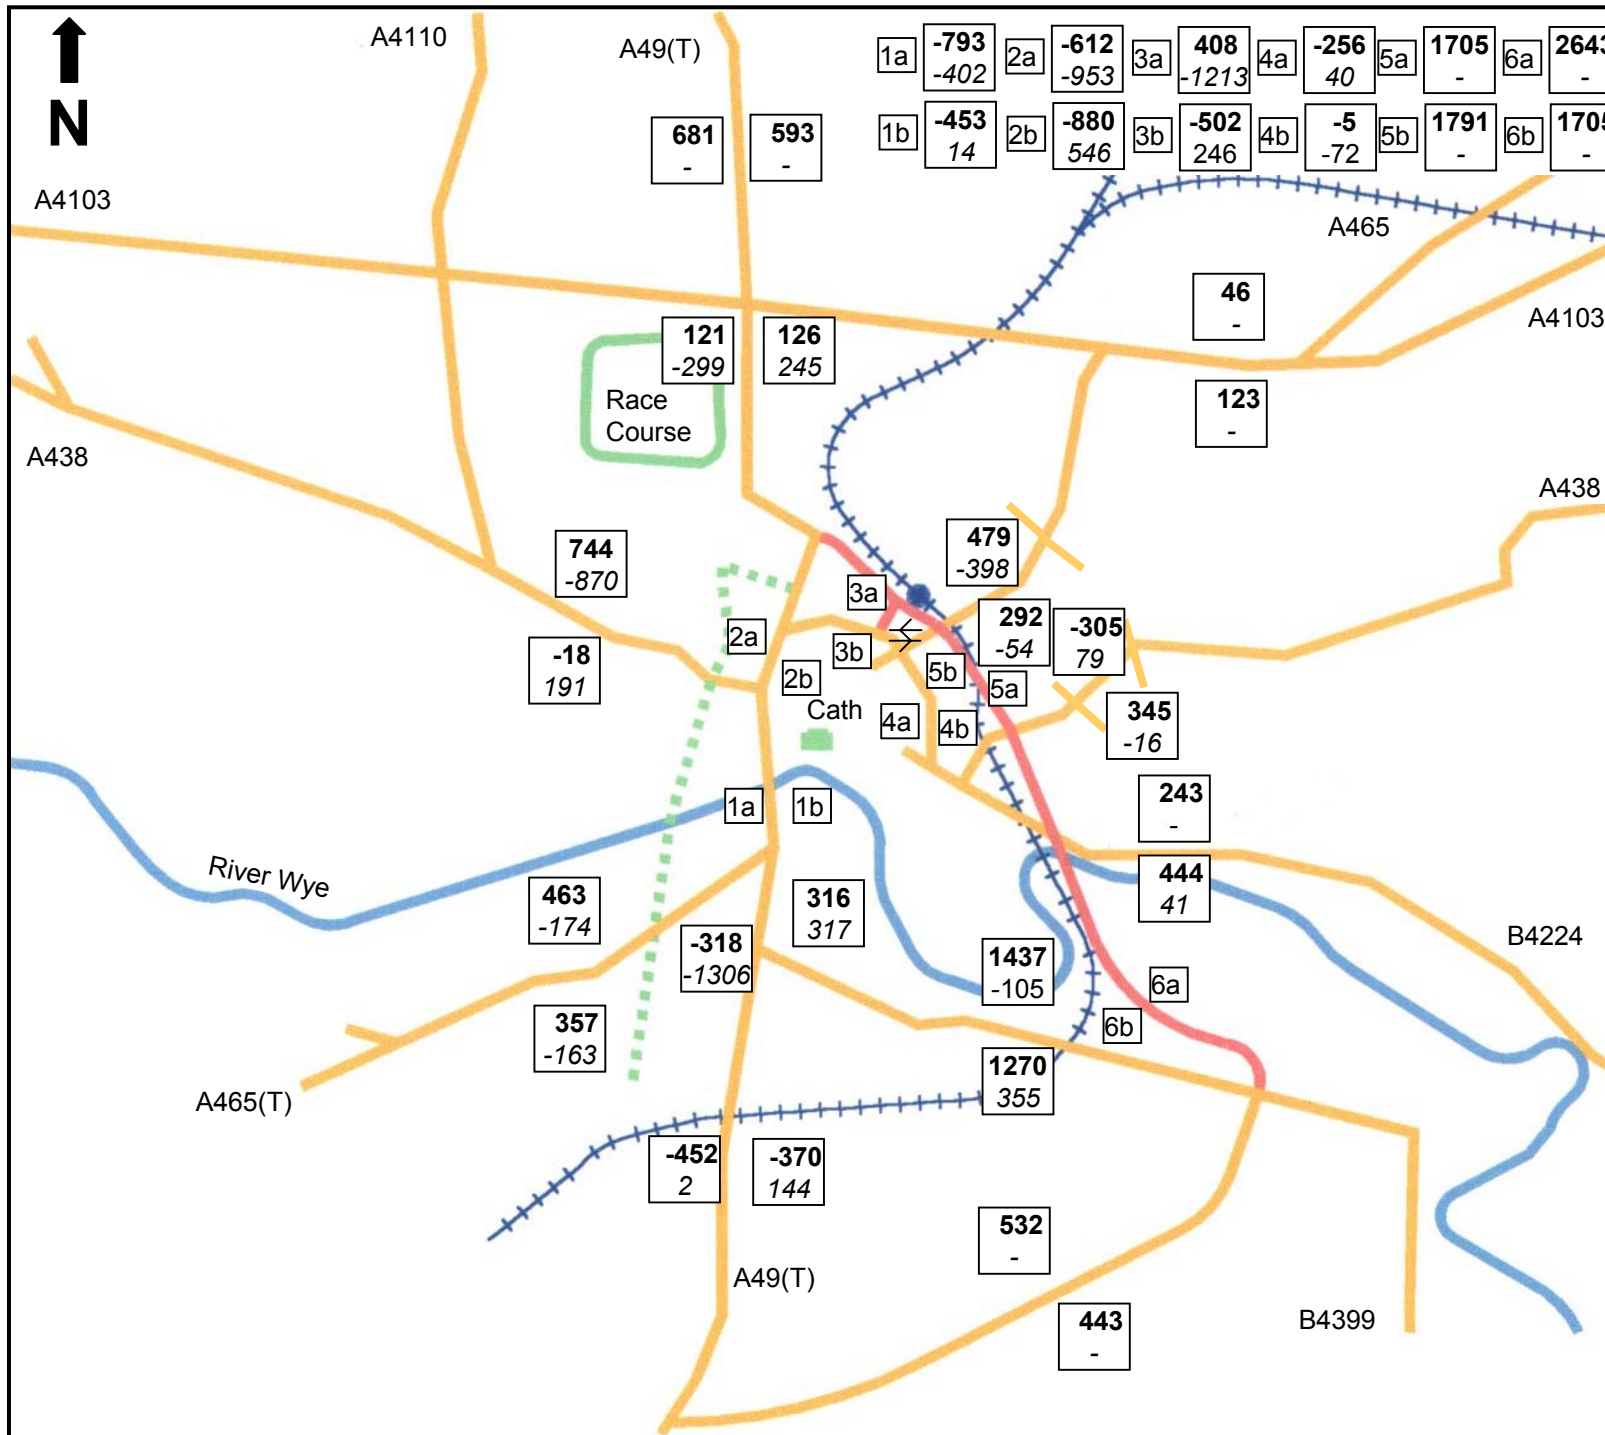 A4110
A49(T)
1a -793 2a -612 3a 408 4a -256 5a 1705 6a 2643
-402 -953 -1213 40 - -
N
1b -453 2b -880 3b -502 4b -5 5b 1791 6b 1705
14 546 246 -72 - -
681 593
- -
A4103
A465
46
-
A4103
121 126
-299 245
Race
Course
123
-
A438
A438
744
-870
479
-398
3a
292 -305
-54 79
2a
3b
-18
191
2b
5b
5a
Cath
4a 4b
345
-16
1a 1b
243
-
River Wye
463
-174
316
317
444
41
-318
-1306
B4224
1437
-105
6a
357
-163
6b
1270
355
A465(T)
-452 -370
2 144
532
-
A49(T)
443
-
B4399